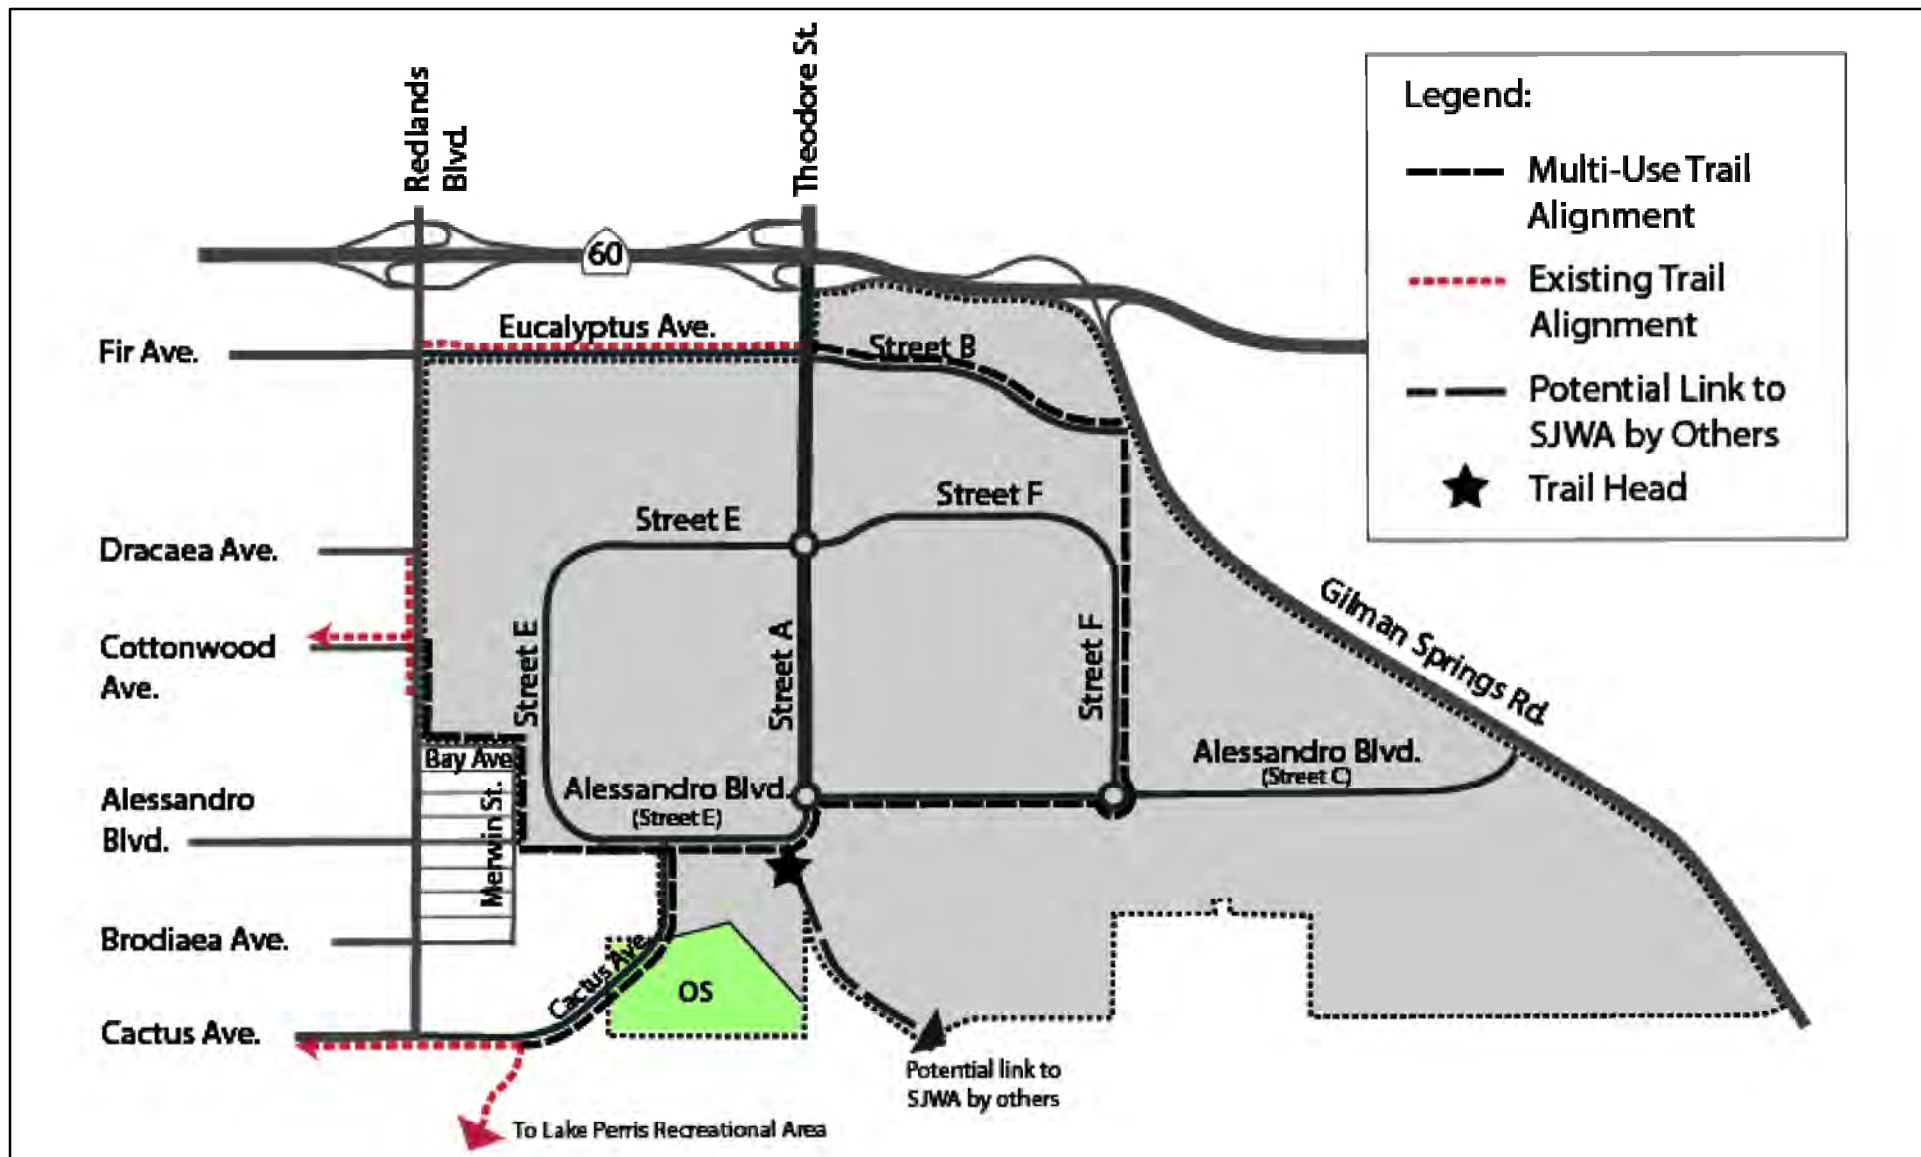 Redlands
Blvd.
Theodore St.
Legend:
Multi-Use Trail
Alignment
Existing Trail
Alignment
Potential Link to
SJWA by Others
Trail Head
60
Eucalyptus Ave.
Fir Ave.
Street B
Street F
Street E
Dracaea Ave.
Gilman Springs Rd.
Cottonwood
Ave.
Street E
Street A
Street F
Bay Ave
Alessandro Blvd.
(Street C)
Alessandro
Blvd.
Merwin St.
Alessandro Blvd.
(Street E)
Brodiaea Ave.
Cactus Ave.
OS
Cactus Ave.
Potential link to
SJWA by others
To Lake Perris Recreational Area